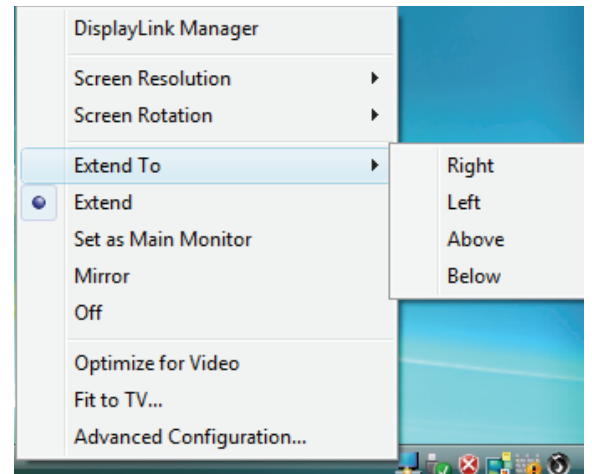 DisplayLink Manager
Screen Resolution
Screen Rotation
Extend To
Extend
Set as Main Monitor
Mirror
Off
Optimize for Video
Fit to TV...
Advanced Configuration...
Right
Left
Above
Below